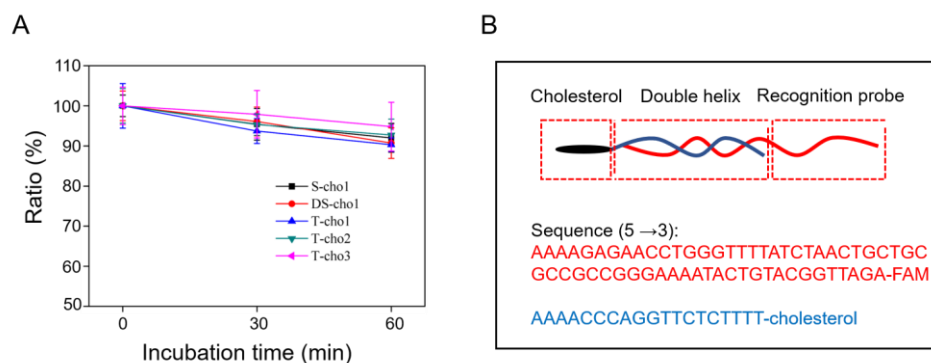 A
110
100
90
80
70
60
50
Ratio (%)
S-cho1
DS-cho1
T-cho1
T-cho2
T-cho3
0 30 60
Incubation time (min)
B
Cholesterol Double helix Recognition probe
Sequence (5 →3):
AAAAGAGAACCTGGGTTTTATCTAACTGCTGC
GCCGCCGGGAAAATACTGTACGGTTAGA-FAM
AAAACCCAGGTTCTCTTTT-cholesterol